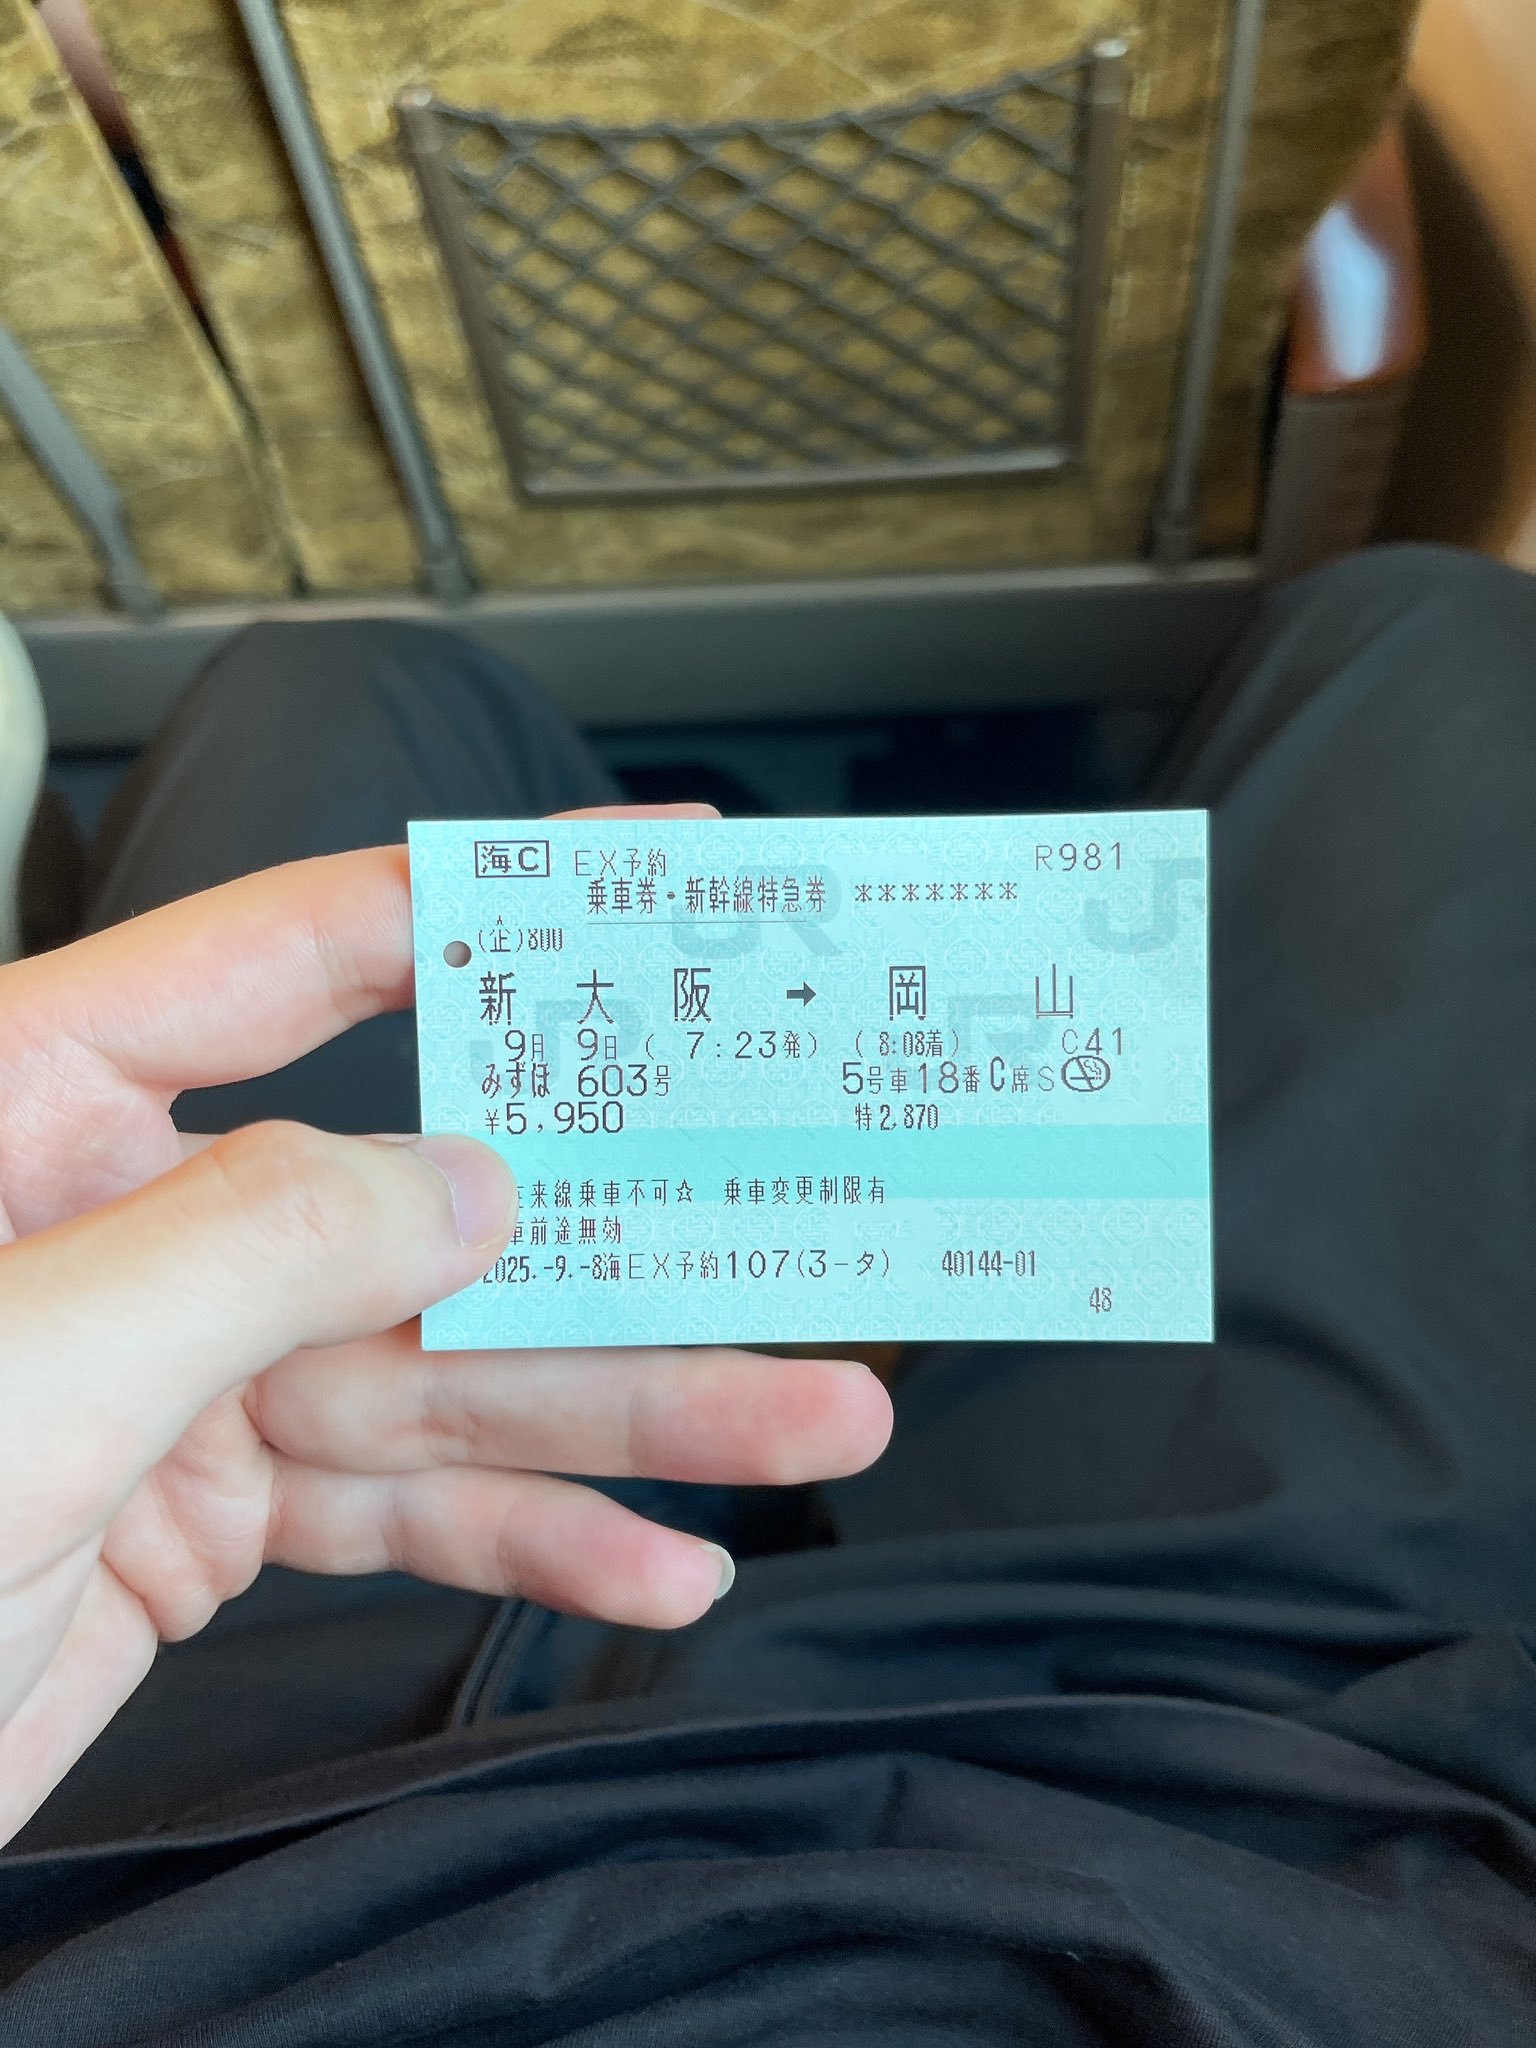 海C EX予約 R981
乗車券・新幹線特急券 *******
(企)800
新大阪 → 岡山
9月 9日 ( 7:23発) ( 8:08着) C41
みずほ 603号 5号車18番C席S
¥5,950 特2,870
在来線乗車不可☆ 乗車変更制限有
車前途無効
2025.-9.-8海EX予約107(3-タ) 40144-01
48